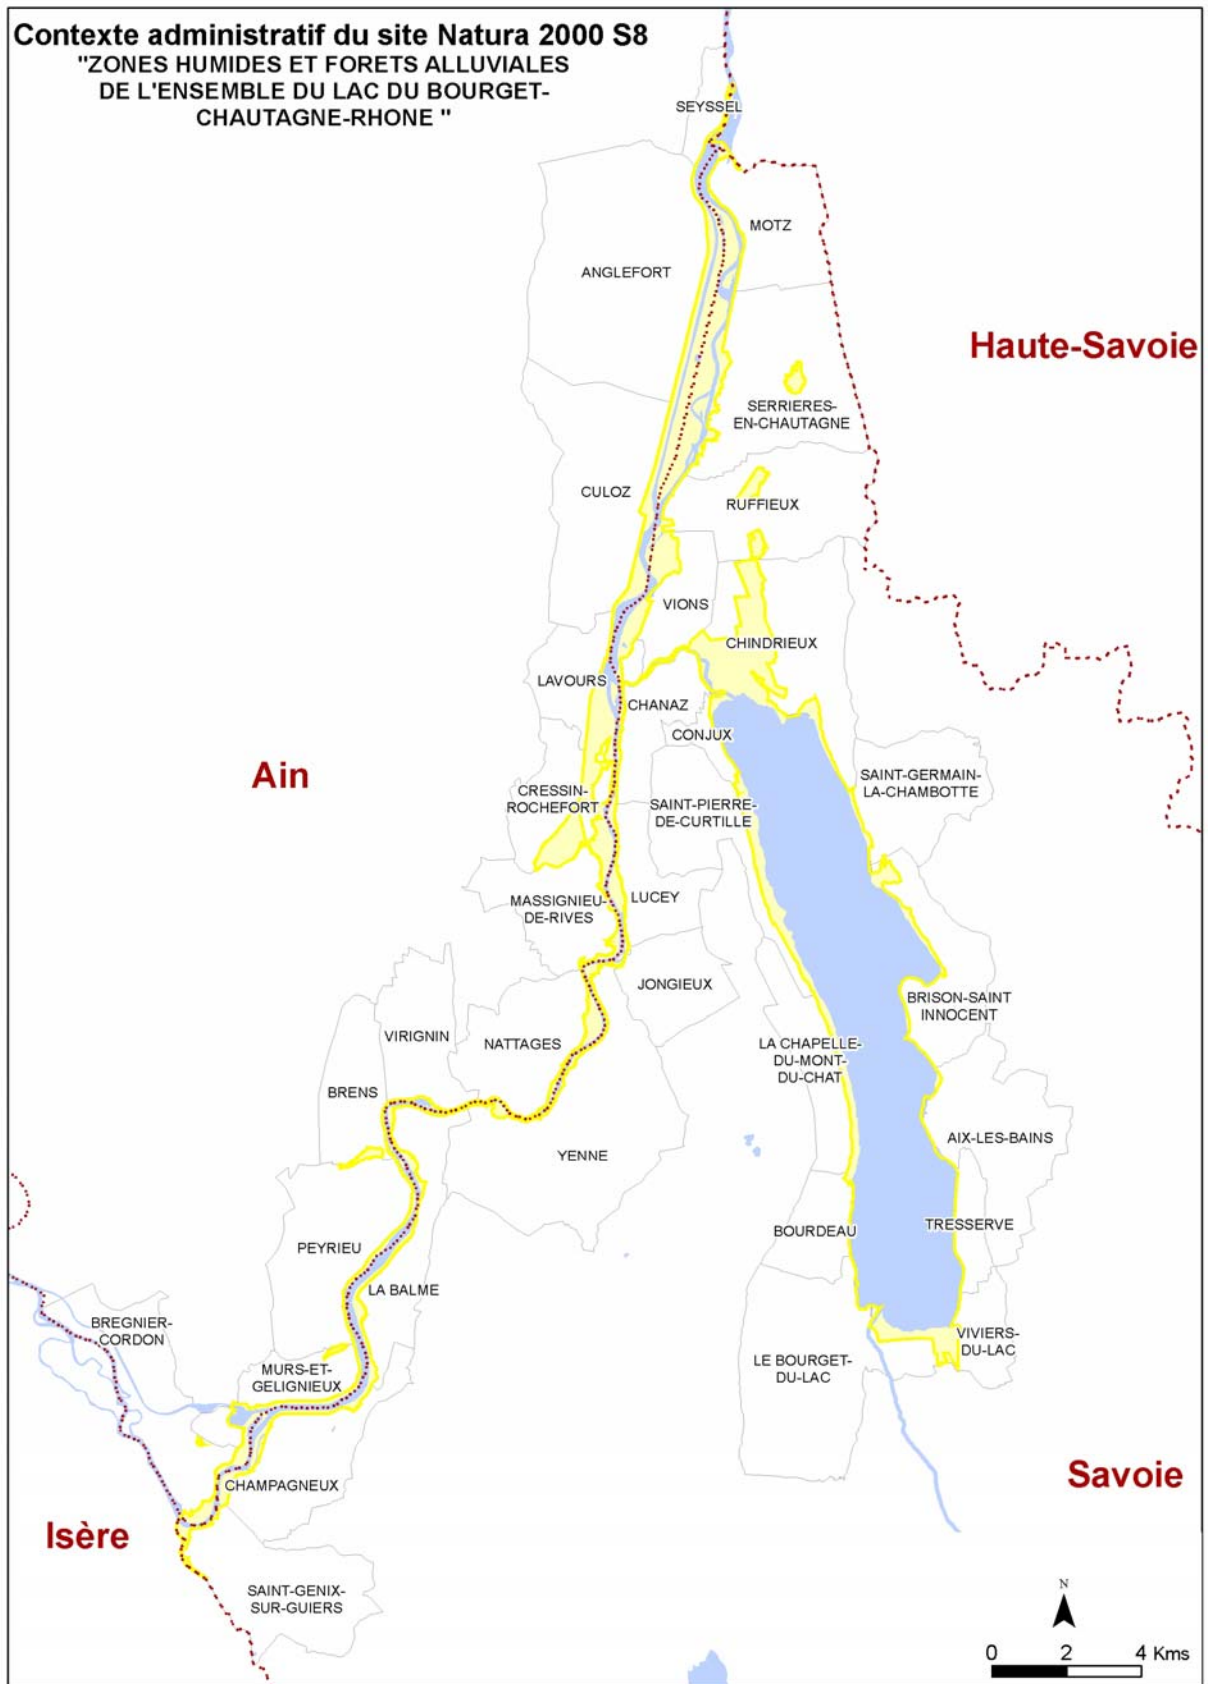 Contexte administratif du site Natura 2000 S8
"ZONES HUMIDES ET FORETS ALLUVIALES
DE L'ENSEMBLE DU LAC DU BOURGET-
CHAUTAGNE-RHONE "
SEYSSEL
MOTZ
ANGLEFORT
Haute-Savoie
SERRIERES-
EN-CHAUTAGNE
CULOZ
RUFFIEUX
VIONS
CHINDRIEUX
LAVOURS
CHANAZ
CONJUX
Ain
SAINT-GERMAIN-
LA-CHAMBOTTE
CRESSIN-
ROCHEFORT
SAINT-PIERRE-
DE-CURTILLE
MASSIGNIEU-
DE-RIVES
LUCEY
JONGIEUX
BRISON-SAINT
INNOCENT
VIRIGNIN
NATTAGES
LA CHAPELLE-
DU-MONT-
DU-CHAT
BRENS
YENNE
AIX-LES-BAINS
BOURDEAU
TRESSERVE
PEYRIEU
LA BALME
BREGNIER-
CORDON
VIVIERS-
DU-LAC
MURS-ET-
GELIGNIEUX
LE BOURGET-
DU-LAC
CHAMPAGNEUX
Savoie
Isère
SAINT-GENIX-
SUR-GUIERS
N
0 2 4 Kms